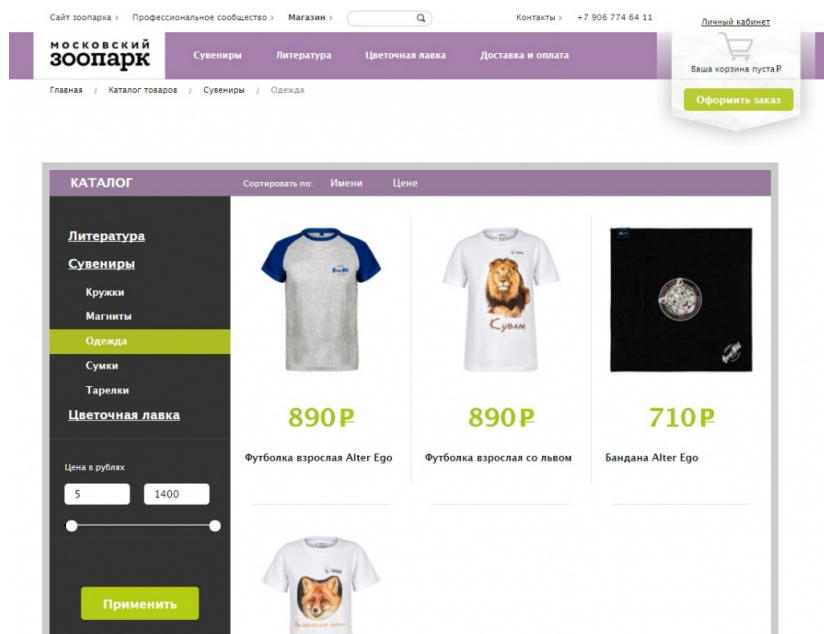 Сайт зоопарка › Профессиональное сообщество › Магазин › Контакты › +7 906 774 64 11 Личный кабинет
московский
зоопарк
Сувениры Литература Цветочная лавка Доставка и оплата
Ваша корзина пуста ₽
Оформить заказ
Главная / Каталог товаров / Сувениры / Одежда
КАТАЛОГ
Сортировать по: Имени Цене
Литература
Сувениры
Кружки
Магниты
Одежда
Сумки
Тарелки
Цветочная лавка
Цена в рублях
5 1400
Применить
Кувам
890 ₽ 890 ₽ 710 ₽
Футболка взрослая Alter Ego Футболка взрослая со львом Бандана Alter Ego